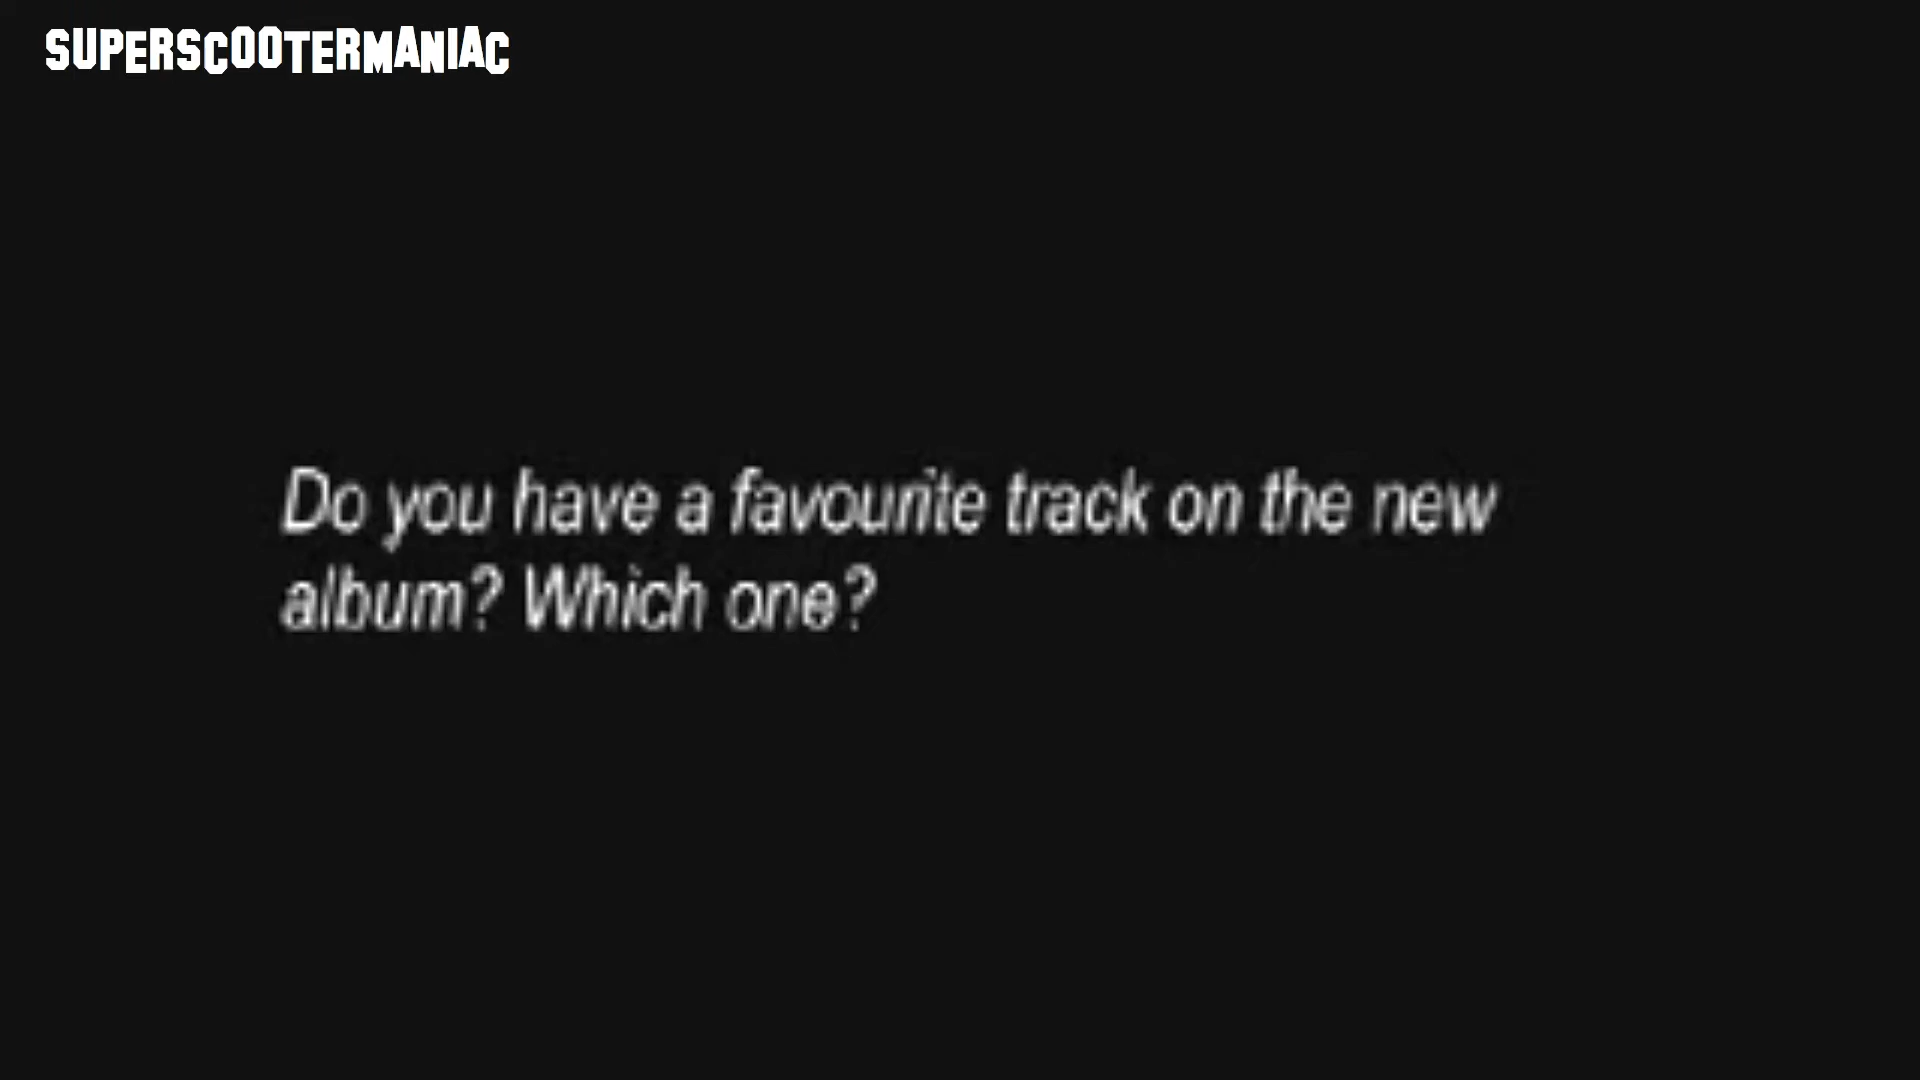 SUPERSCOOTERMANIAC
Do you have a favourite track on the new
album? Which one?